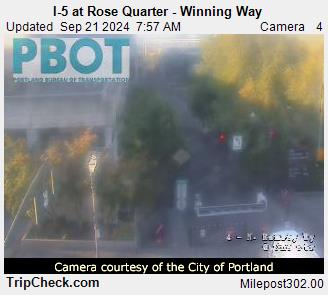 I-5 at Rose Quarter - Winning Way
Updated Sep 21 2024 7:57 AM Camera 4
PBOT
PORTLAND BUREAU OF TRANSPORTATION
Camera courtesy of the City of Portland
TripCheck.com Milepost302.00